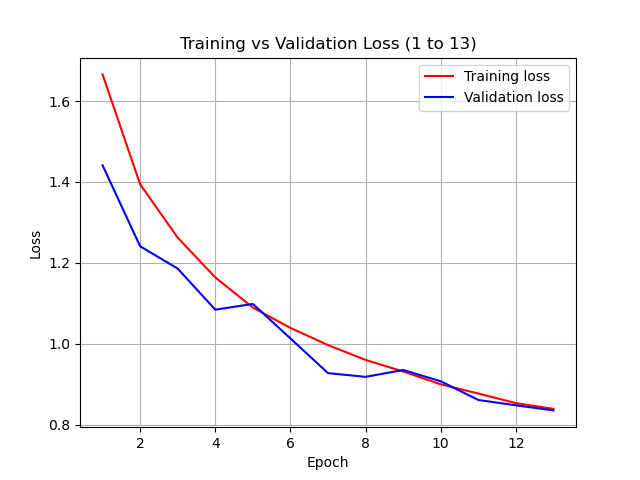 Training vs Validation Loss (1 to 13)
Training loss
Validation loss
1.6
1.4
1.2
1.0
0.8
Loss
2 4 6 8 10 12
Epoch